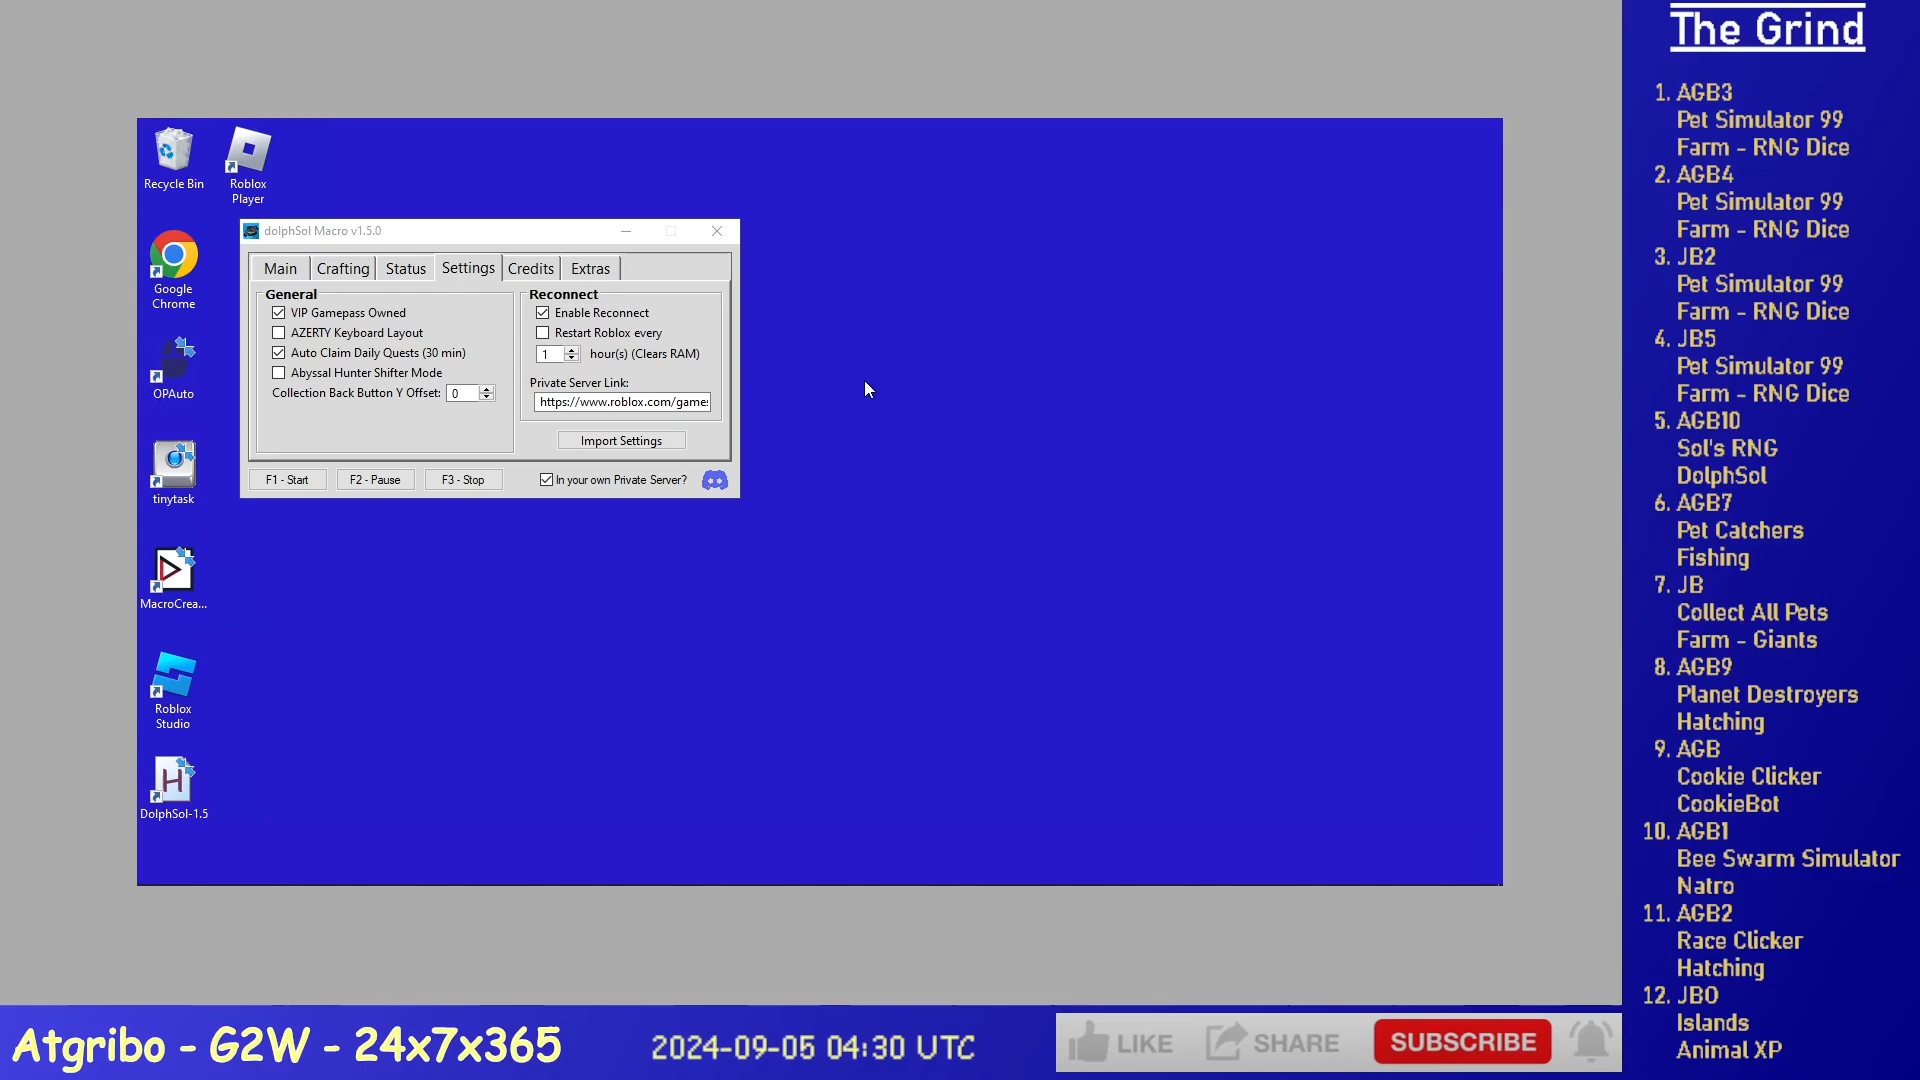 Recycle Bin
Roblox
Player
Google
Chrome
OPAuto
tinytask
MacroCrea...
Roblox
Studio
DolphSol-1.5
dolphSol Macro v1.5.0
Main
Crafting
Status
Settings
Credits
Extras
General
VIP Gamepass Owned
AZERTY Keyboard Layout
Auto Claim Daily Quests (30 min)
Abyssal Hunter Shifter Mode
Collection Back Button Y Offset: 0
Reconnect
Enable Reconnect
Restart Roblox every
1 hour(s) (Clears RAM)
Private Server Link:
https://www.roblox.com/game
Import Settings
F1 - Start
F2 - Pause
F3 - Stop
In your own Private Server?
The Grind
1. AGB3
Pet Simulator 99
Farm - RNG Dice
2. AGB4
Pet Simulator 99
Farm - RNG Dice
3. JB2
Pet Simulator 99
Farm - RNG Dice
4. JB5
Pet Simulator 99
Farm - RNG Dice
5. AGB10
Sol's RNG
DolphSol
6. AGB7
Pet Catchers
Fishing
7. JB
Collect All Pets
Farm - Giants
8. AGB9
Planet Destroyers
Hatching
9. AGB
Cookie Clicker
CookieBot
10. AGB1
Bee Swarm Simulator
Natro
11. AGB2
Race Clicker
Hatching
12. JB0
Islands
Animal XP
Atgribo - G2W - 24x7x365
2024-09-05 04:30 UTC
LIKE
SHARE
SUBSCRIBE